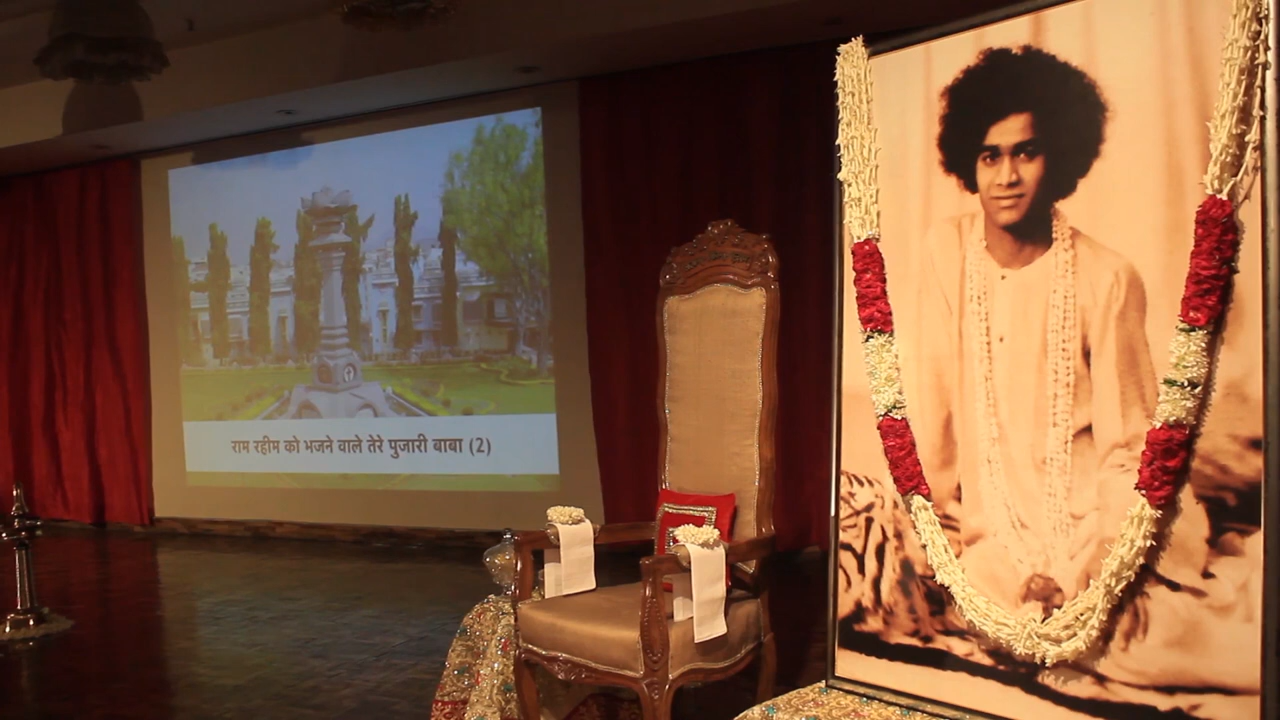 राम रहीम को भजने वाले तेरे पुजारी बाबा (2)